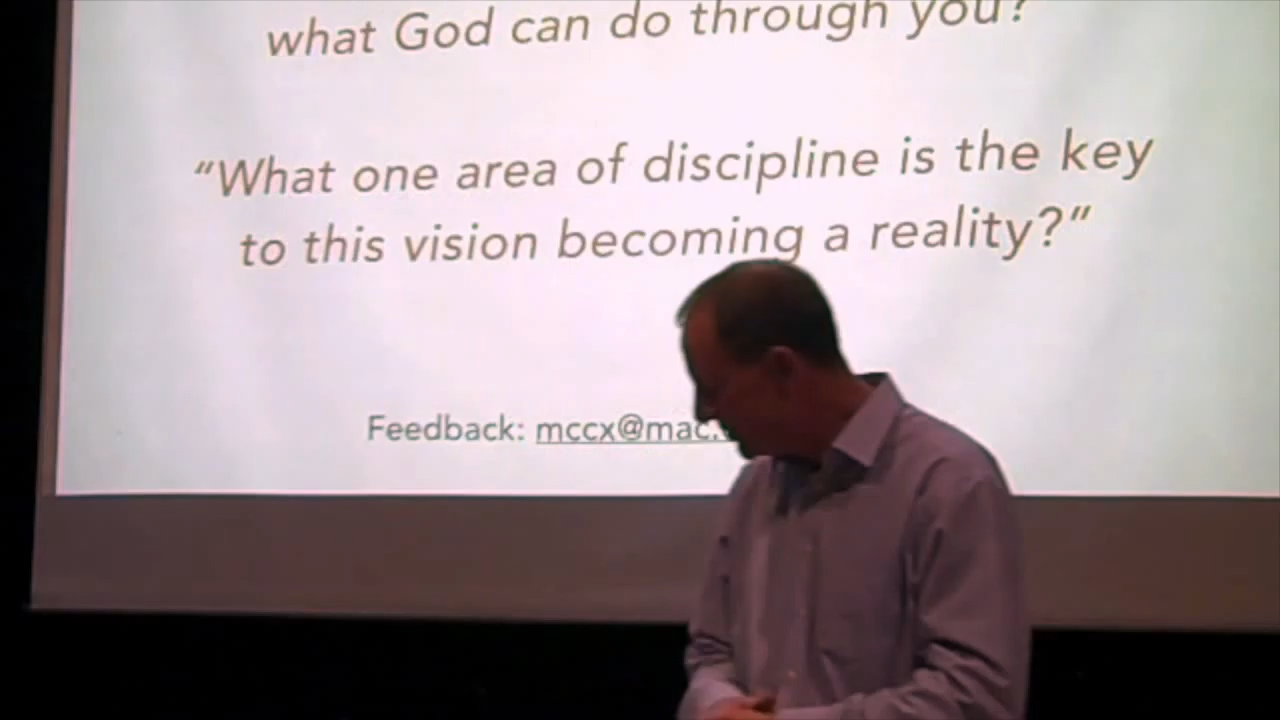 what God can do through you?
“What one area of discipline is the key
to this vision becoming a reality?”
Feedback: mccx@mac.